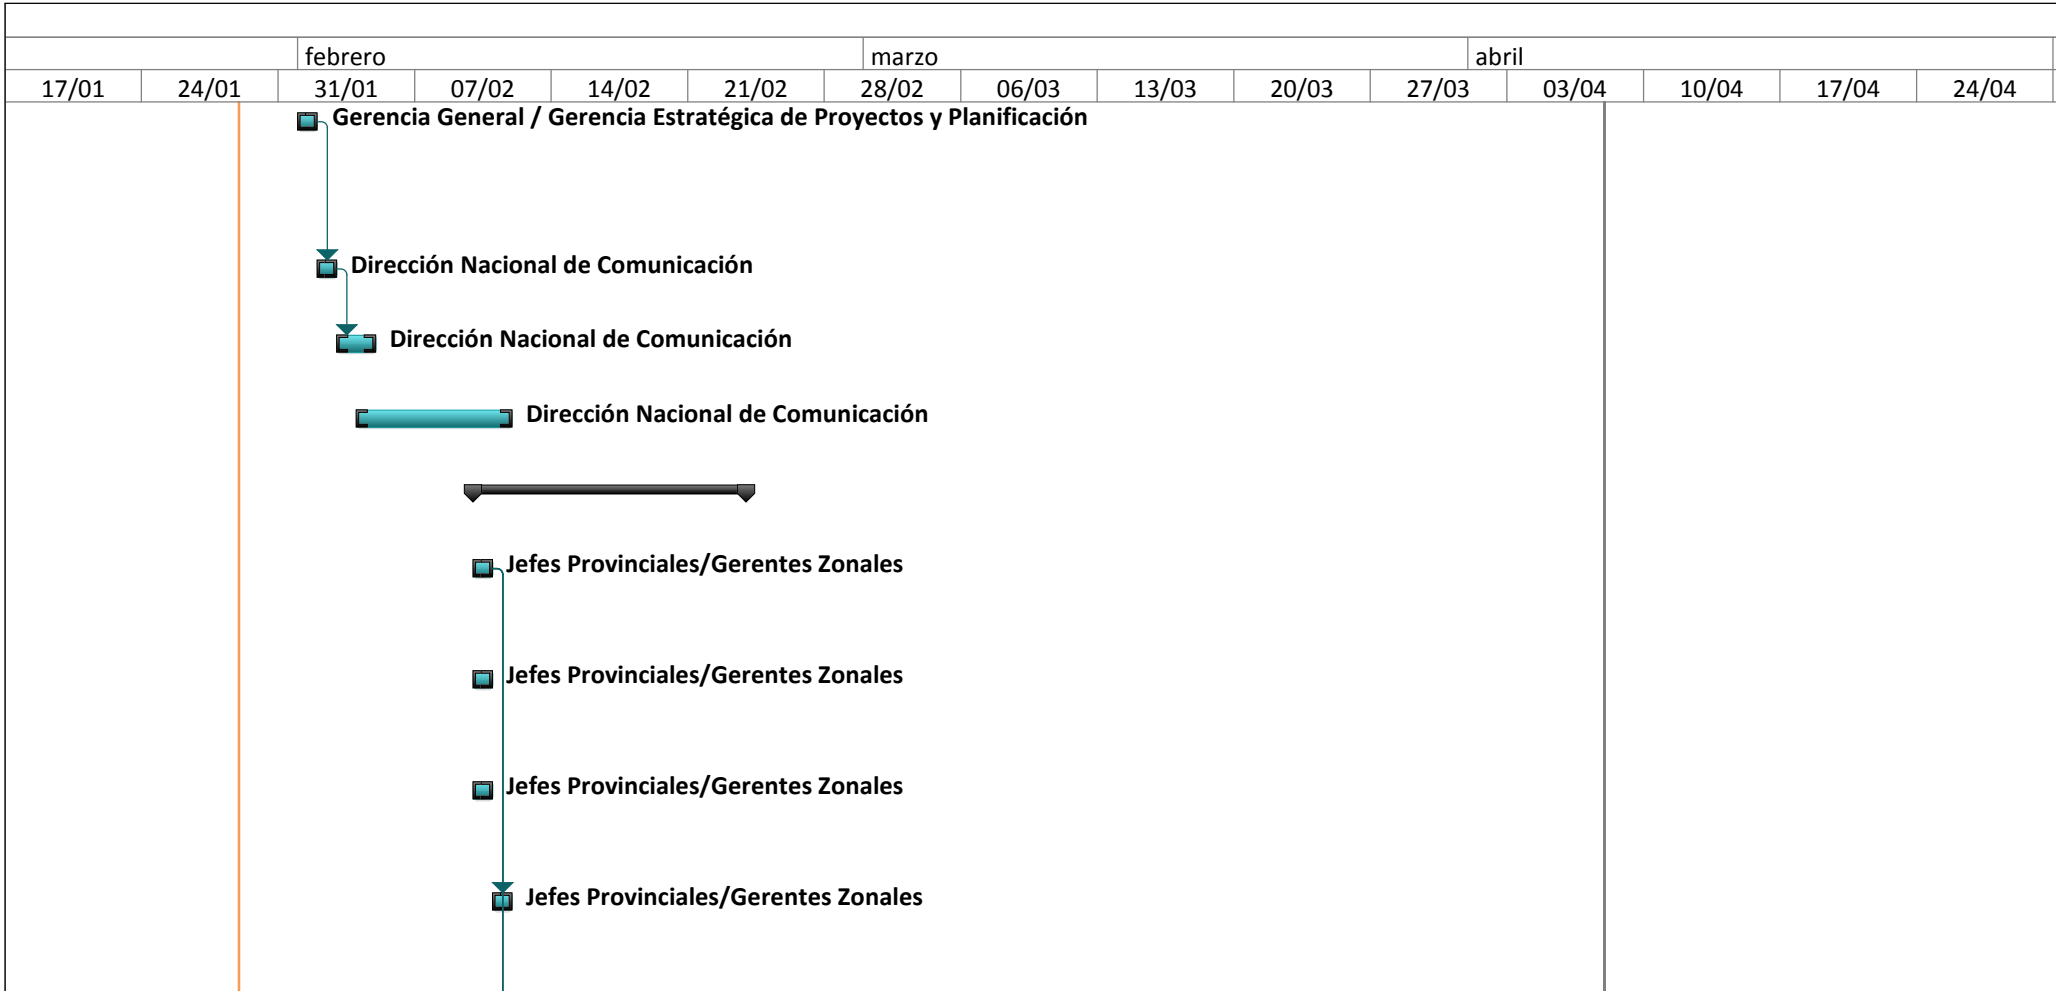 febrero marzo abril
17/01 24/01 31/01 07/02 14/02 21/02 28/02 06/03 13/03 20/03 27/03 03/04 10/04 17/04 24/04
Gerencia General / Gerencia Estratégica de Proyectos y Planificación
Dirección Nacional de Comunicación
Dirección Nacional de Comunicación
Dirección Nacional de Comunicación
Jefes Provinciales/Gerentes Zonales
Jefes Provinciales/Gerentes Zonales
Jefes Provinciales/Gerentes Zonales
Jefes Provinciales/Gerentes Zonales